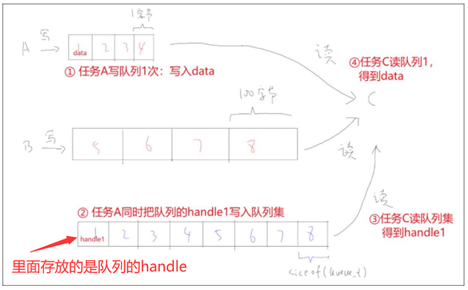 1字节
A 写 data 2 3 4
读
① 任务A写队列1次：写入data
④任务C读队列1，
得到data
C
100字节
B 写 5 6 7 8
读
② 任务A同时把队列的handle1写入队列集
读
③任务C读队列集
得到handle1
1 2 3 4 5 6 7 8
handle1
里面存放的是队列的handle